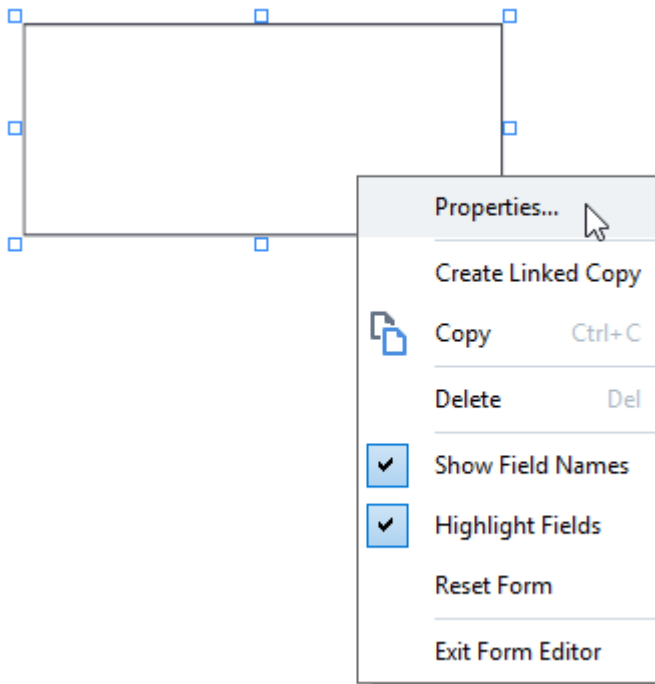 Properties...
Create Linked Copy
Copy Ctrl+C
Delete Del
Show Field Names
Highlight Fields
Reset Form
Exit Form Editor